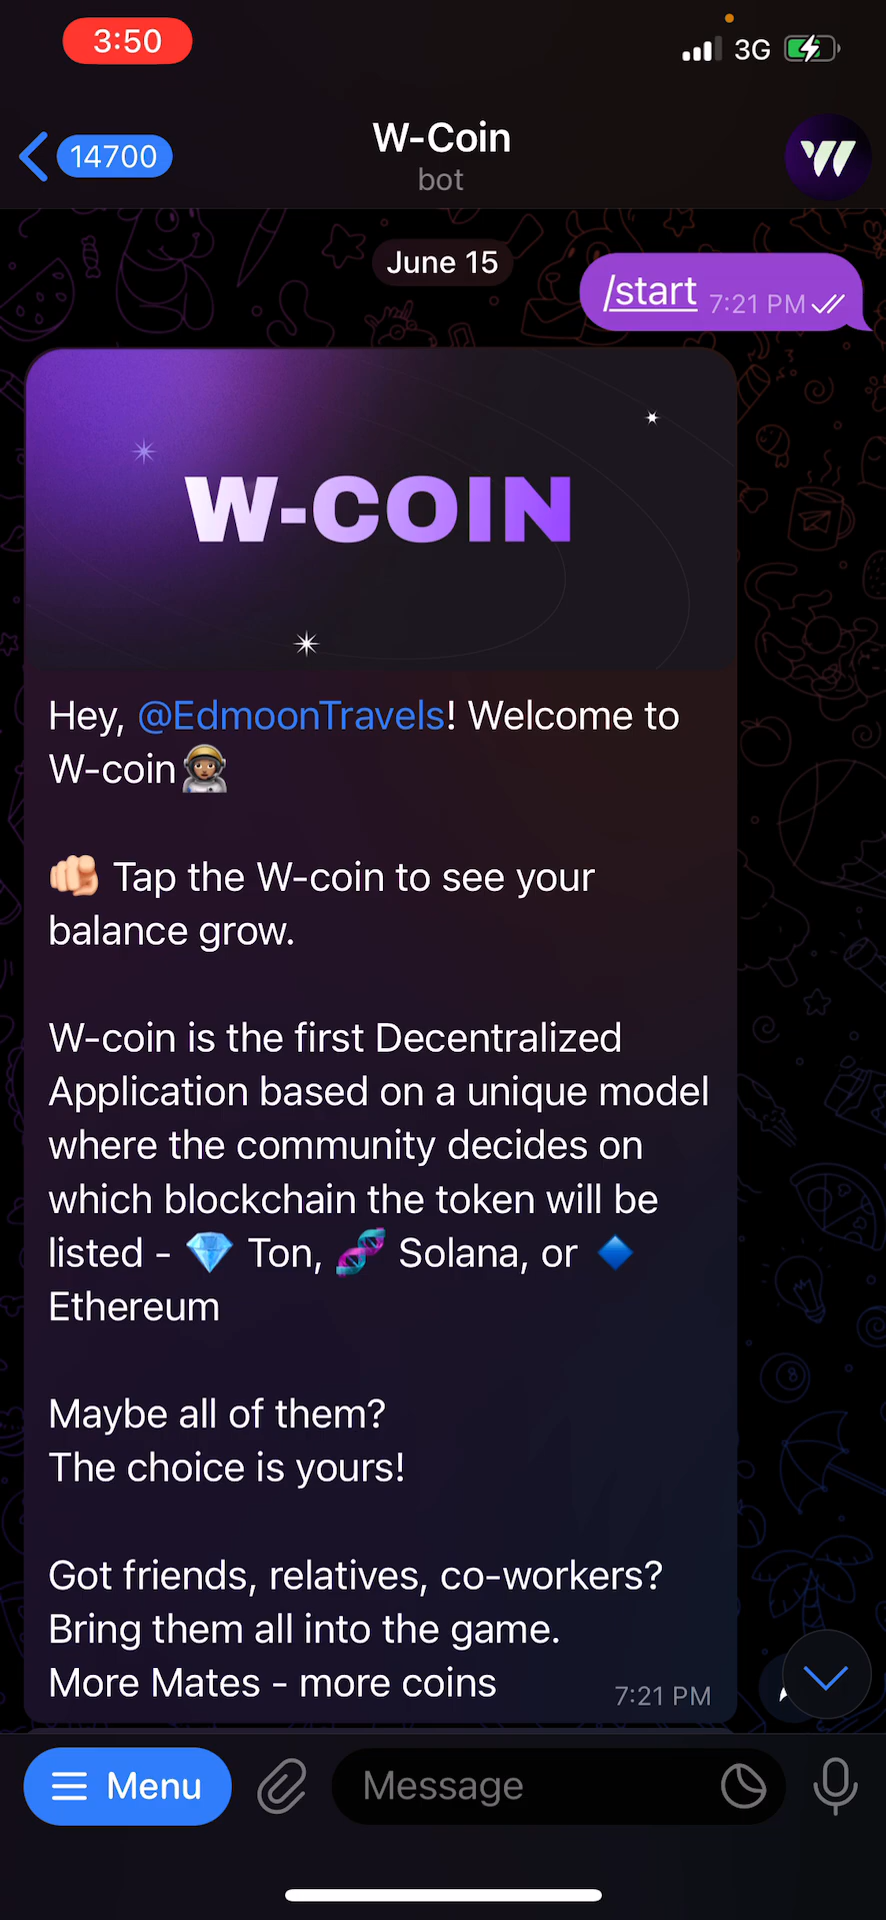 3:50
3G
14700
W-Coin
bot
June 15
/start 7:21 PM
W-COIN
Hey, @EdmoonTravels! Welcome to
W-coin👩🏽‍🚀
🫵🏻 Tap the W-coin to see your
balance grow.
W-coin is the first Decentralized
Application based on a unique model
where the community decides on
which blockchain the token will be
listed - 💎 Ton, 🧬 Solana, or 🔷
Ethereum
Maybe all of them?
The choice is yours!
Got friends, relatives, co-workers?
Bring them all into the game.
More Mates - more coins
7:21 PM
Menu
Message